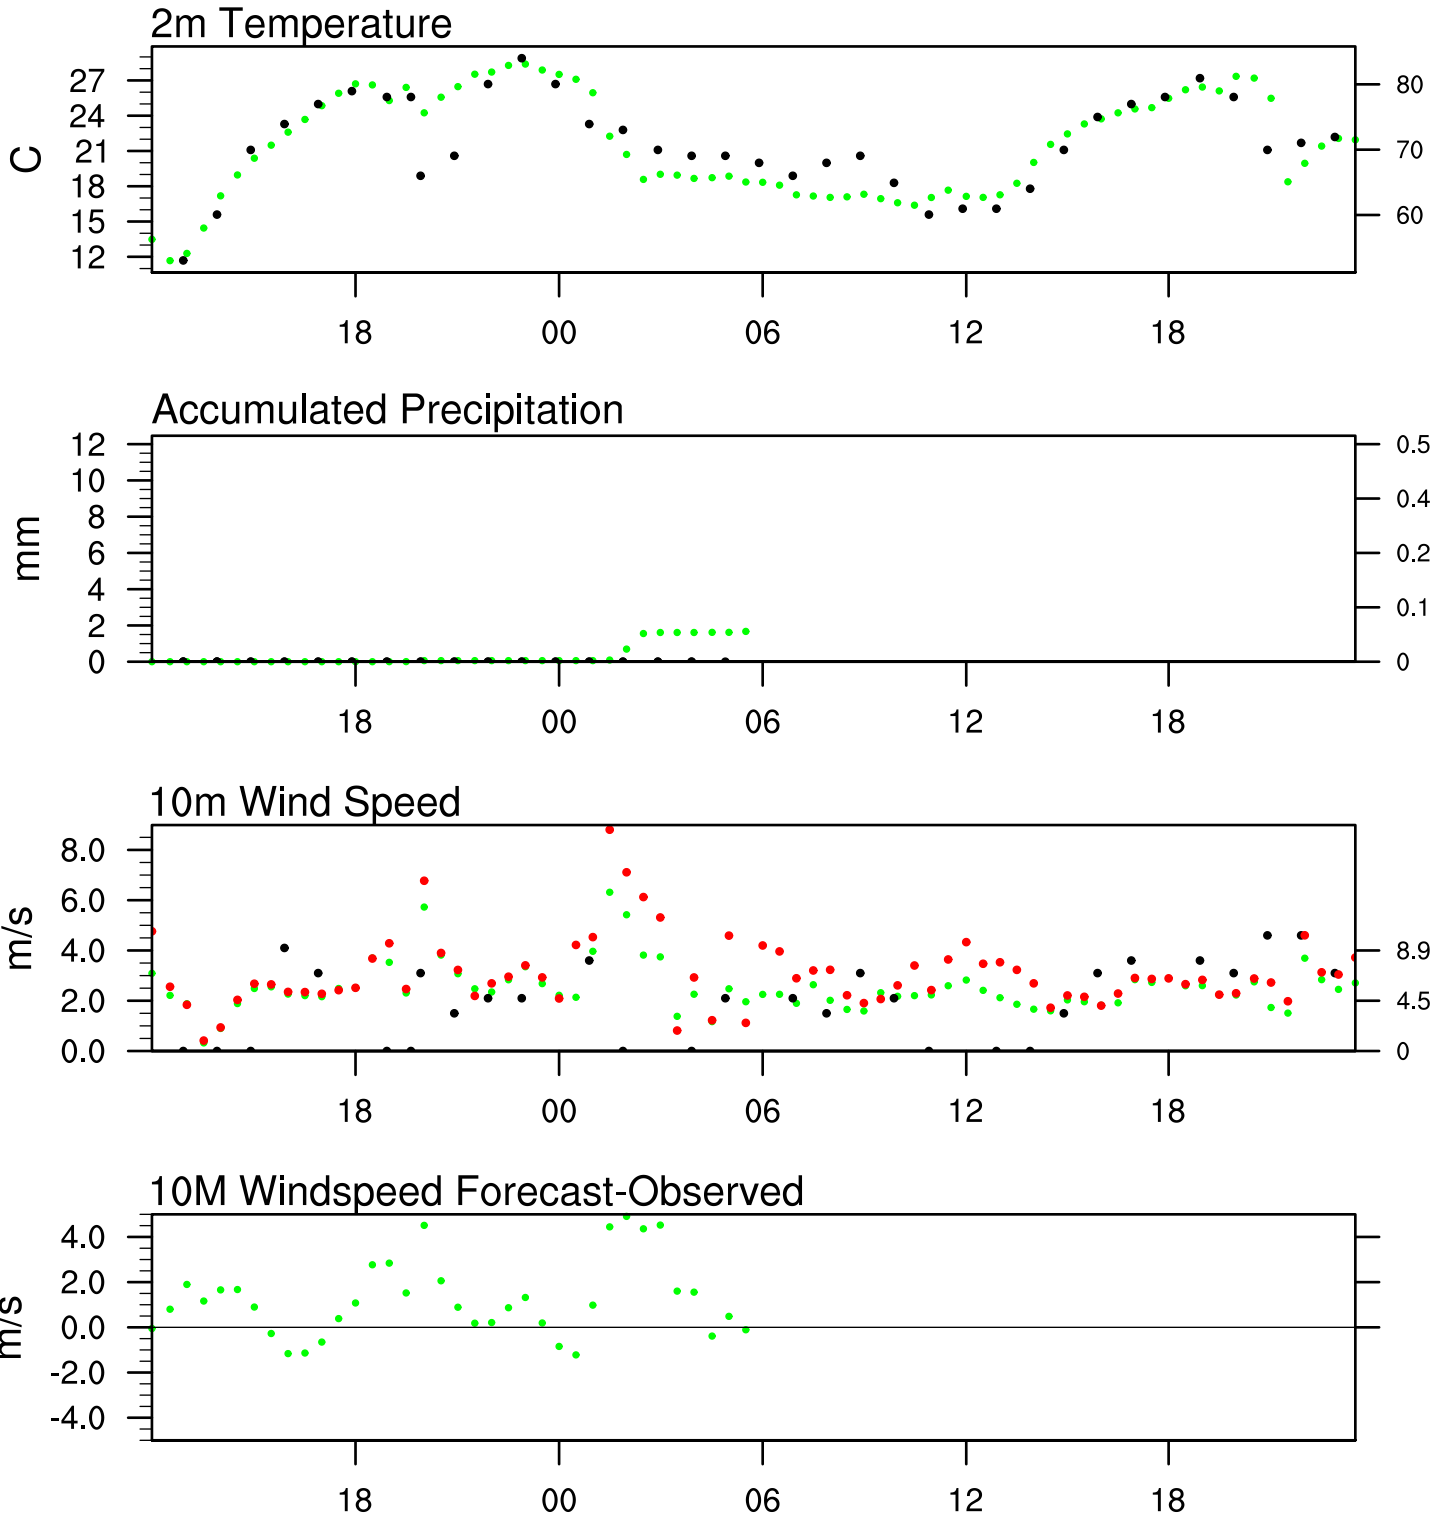 2m Temperature
C
27
24
21
18
15
12
80
70
60
18 00 06 12 18
Accumulated Precipitation
mm
12
10
8
6
4
2
0
0.5
0.4
0.2
0.1
0
18 00 06 12 18
10m Wind Speed
m/s
8.0
6.0
4.0
2.0
0.0
8.9
4.5
0
18 00 06 12 18
10M Windspeed Forecast-Observed
m/s
4.0
2.0
0.0
-2.0
-4.0
18 00 06 12 18